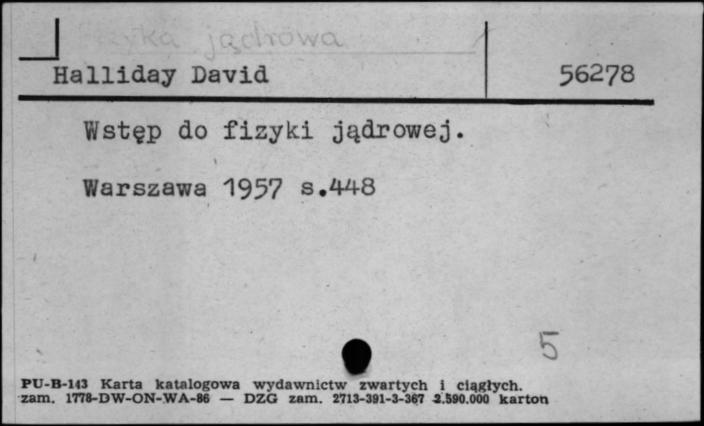 Fizyka jądrowa
Halliday David 56278
Wstęp do fizyki jądrowej.
Warszawa 1957 s.448
5
PU-B-143 Karta katalogowa wydawnictw zwartych i ciągłych.
zam. 1778-DW-ON-WA-86 — DZG zam. 2713-391-3-367 2.590.000 karton